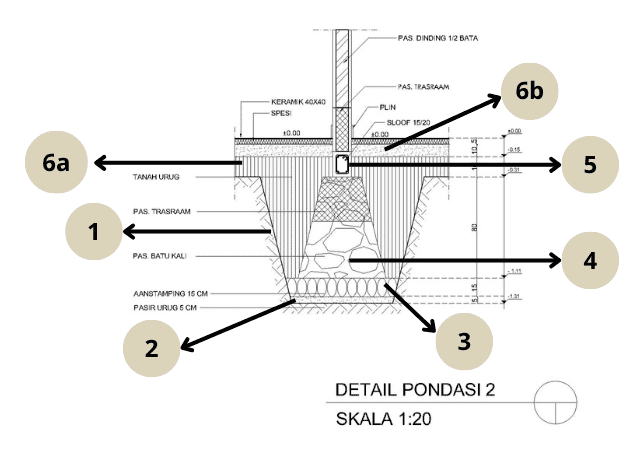 PAS. DINDING 1/2 BATA
PAS. TRASRAAM
6b
KERAMIK 40X40
PLIN
SPESI
SLOOF 15/20
±0.00
±0.00
±0.00
5
10
-0.15
6a
5
-0.31
TANAH URUG
PAS. TRASRAAM
1
80
PAS. BATU KALI
4
-1.11
AANSTAMPING 15 CM
15
-1.31
PASIR URUG 5 CM
5
2
3
DETAIL PONDASI 2
SKALA 1:20